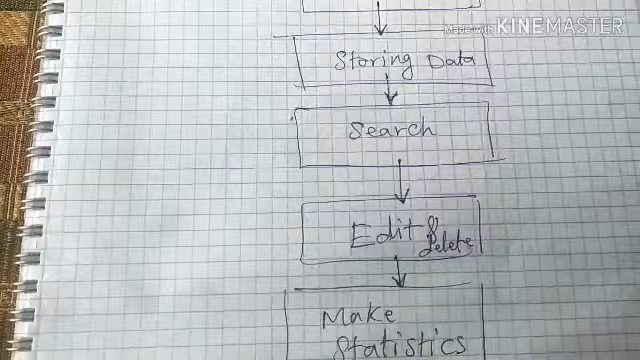 Made with KINEMASTER
Storing Data
Search
Edit &
Delete
Make
Statistics